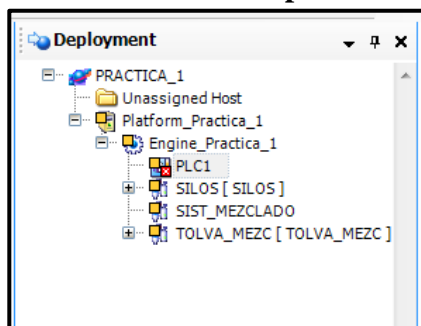 Deployment
PRACTICA_1
Unassigned Host
Platform_Practica_1
Engine_Practica_1
PLC1
SILOS [ SILOS ]
SIST_MEZCLADO
TOLVA_MEZC [ TOLVA_MEZC ]